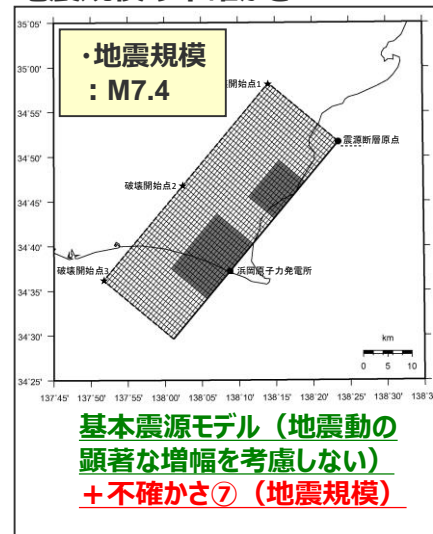 ・地震規模
：M7.4
35˚05'
35˚00'
34˚55'
34˚50'
34˚45'
34˚40'
34˚35'
34˚30'
34˚25'
開始点1
震源断層原点
破壊開始点2
破壊開始点3
浜岡原子力発電所
km
0 5 10
137˚45' 137˚50' 137˚55' 138˚00' 138˚05' 138˚10' 138˚15' 138˚20' 138˚25' 138˚30' 138˚3
基本震源モデル（地震動の
顕著な増幅を考慮しない）
＋不確かさ⑦（地震規模）